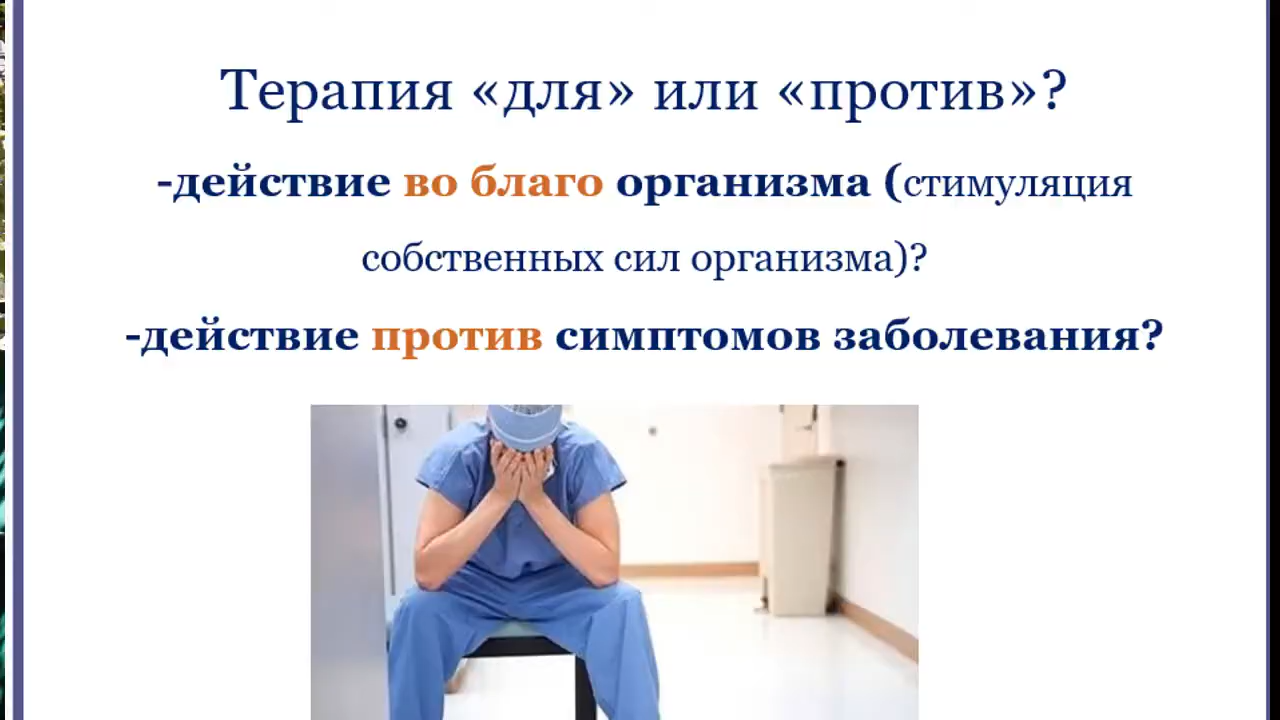 Терапия «для» или «против»?
-действие во благо организма (стимуляция
собственных сил организма)?
-действие против симптомов заболевания?